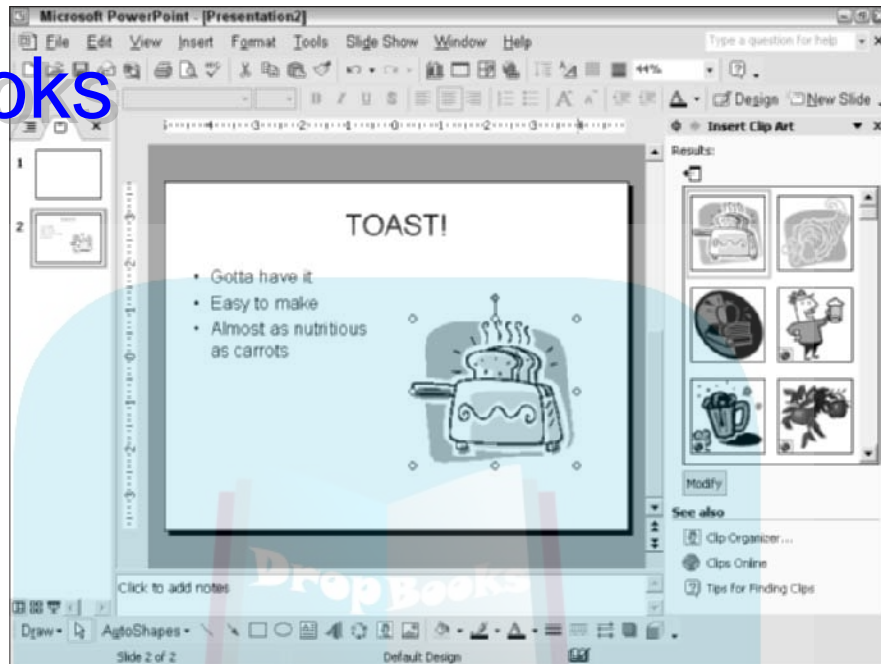 Microsoft PowerPoint - [Presentation2]
File Edit View Insert Format Tools Slide Show Window Help
Type a question for help
44%
oks
Design New Slide
Insert Clip Art
Results:
1
2
TOAST!
• Gotta have it
• Easy to make
• Almost as nutritious
as carrots
Modify
See also
Clip Organizer...
Clips Online
Tips for Finding Clips
DropBooks
Click to add notes
Draw AutoShapes
Slide 2 of 2 Default Design